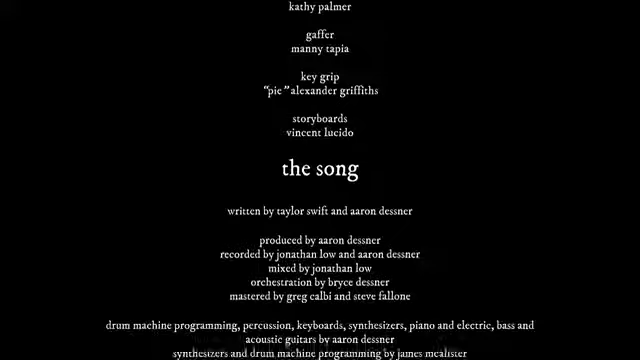 kathy palmer
gaffer
manny tapia
key grip
“pie” alexander griffiths
storyboards
vincent lucido
the song
written by taylor swift and aaron dessner
produced by aaron dessner
recorded by jonathan low and aaron dessner
mixed by jonathan low
orchestration by bryce dessner
mastered by greg calbi and steve fallone
drum machine programming, percussion, keyboards, synthesizers, piano and electric, bass and
acoustic guitars by aaron dessner
synthesizers and drum machine programming by james mcalister